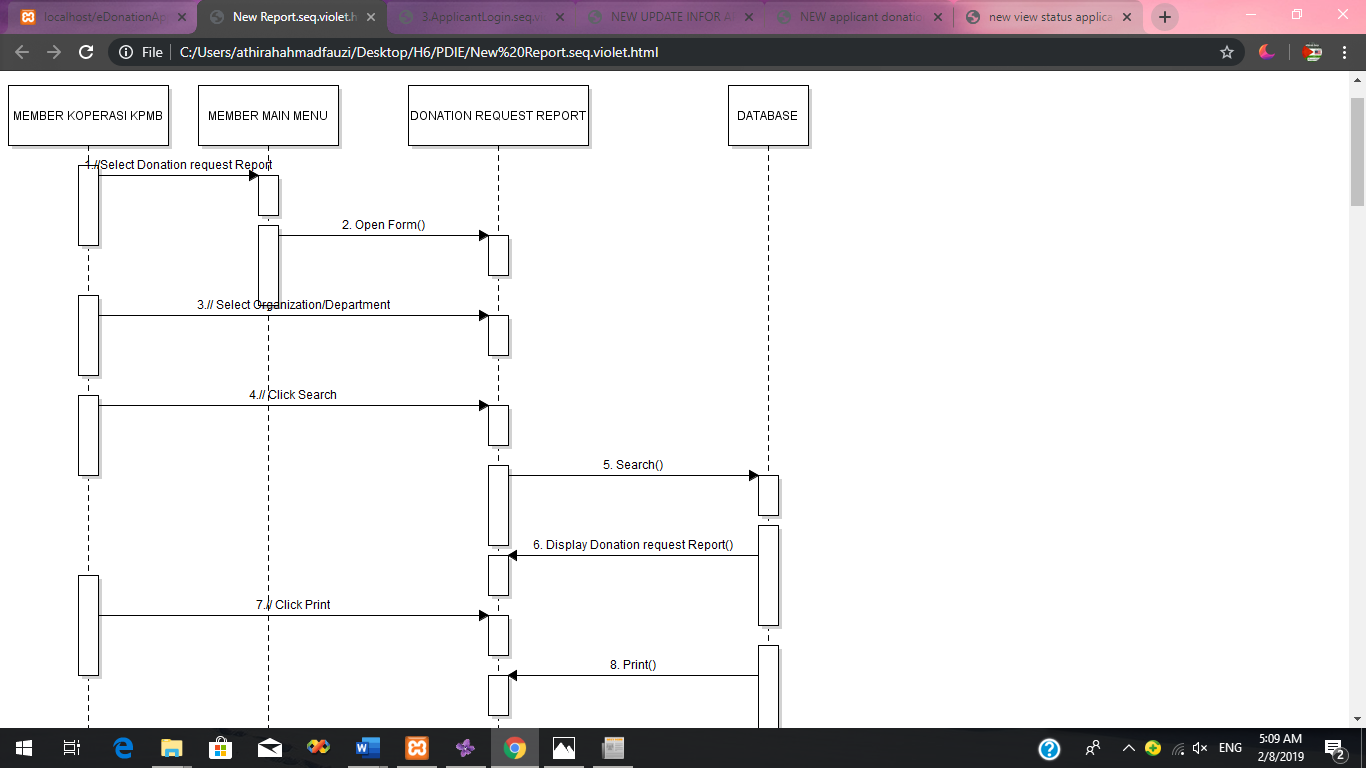 localhost/eDonationAp
New Report.seq.violet.h
3.ApplicantLogin.seq.v
NEW UPDATE INFOR A
NEW applicant donatio
new view status applica
File
C:/Users/athirahahmadfauzi/Desktop/H6/PDIE/New%20Report.seq.violet.html
MEMBER KOPERASI KPMB
MEMBER MAIN MENU
DONATION REQUEST REPORT
DATABASE
1.//Select Donation request Report
2. Open Form()
3.// Select Organization/Department
4.// Click Search
5. Search()
6. Display Donation request Report()
7.// Click Print
8. Print()
ENG
5:09 AM
2/8/2019
2